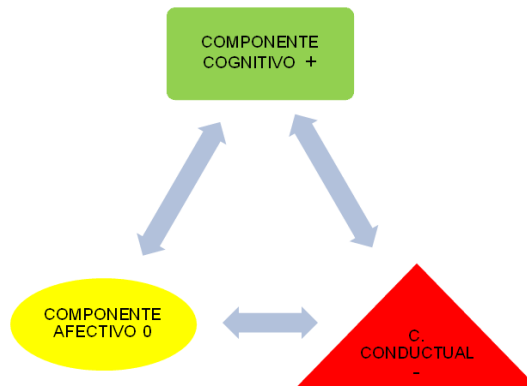 COMPONENTE
COGNITIVO +
COMPONENTE
AFECTIVO 0
C.
CONDUCTUAL
-